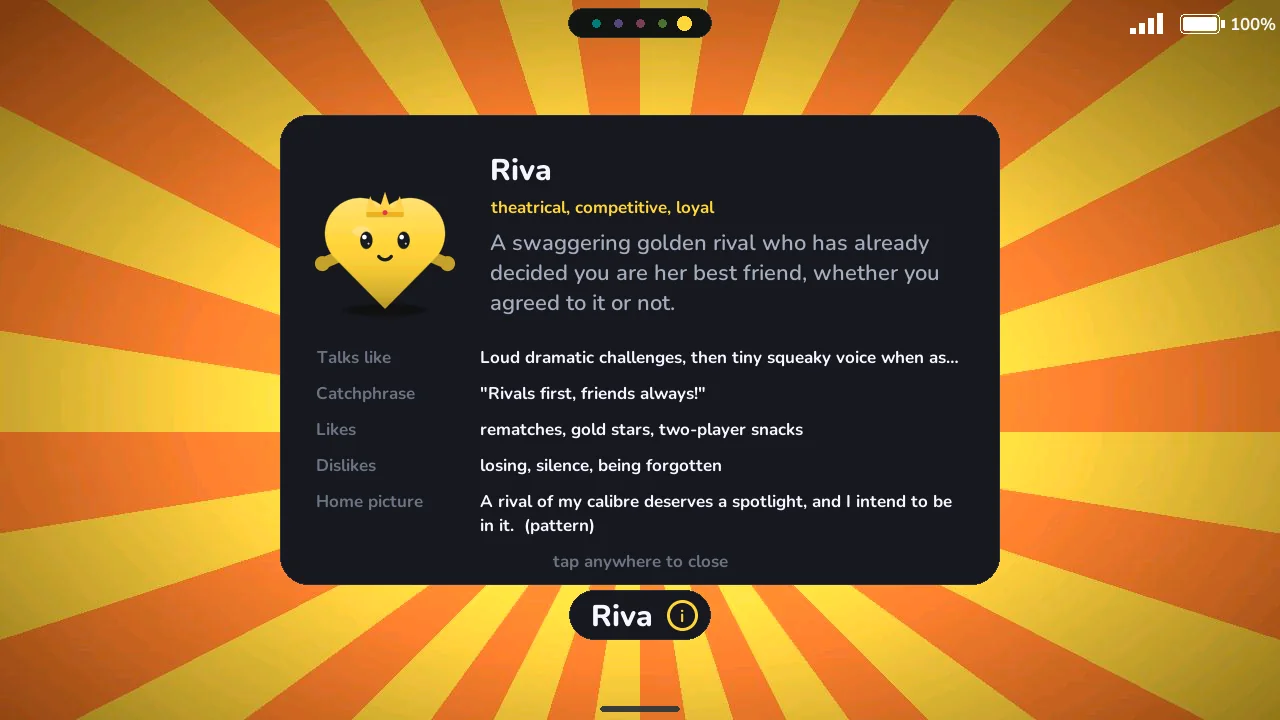 100%
Riva
theatrical, competitive, loyal
A swaggering golden rival who has already
decided you are her best friend, whether you
agreed to it or not.
Talks like
Loud dramatic challenges, then tiny squeaky voice when as...
Catchphrase
"Rivals first, friends always!"
Likes
rematches, gold stars, two-player snacks
Dislikes
losing, silence, being forgotten
Home picture
A rival of my calibre deserves a spotlight, and I intend to be
in it. (pattern)
tap anywhere to close
Riva i